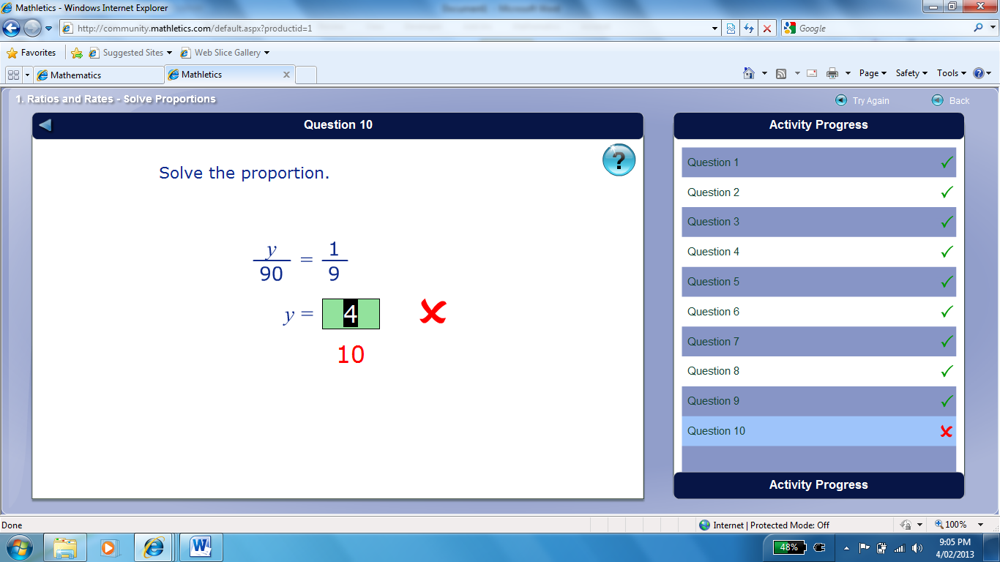 Mathletics - Windows Internet Explorer
http://community.mathletics.com/default.aspx?productid=1
Google
Favorites
Suggested Sites
Web Slice Gallery
Mathematics
Mathletics
Page
Safety
Tools
1. Ratios and Rates - Solve Proportions
Try Again
Back
Question 10
Activity Progress
?
Solve the proportion.
y/90 = 1/9
y = 4
10
Question 1
Question 2
Question 3
Question 4
Question 5
Question 6
Question 7
Question 8
Question 9
Question 10
Activity Progress
Done
Internet | Protected Mode: Off
100%
48%
9:05 PM
4/02/2013